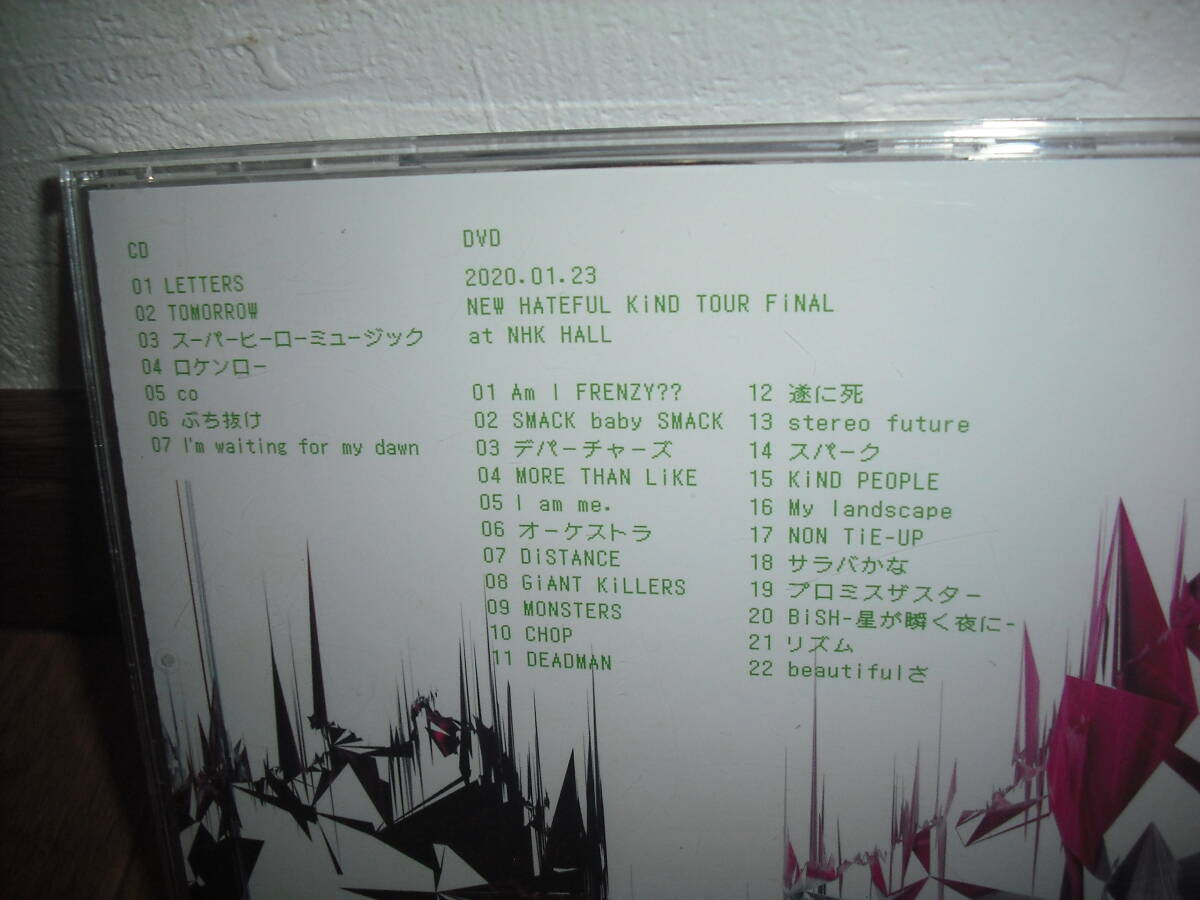 CD
01 LETTERS
02 TOMORROW
03 スーパーヒーローミュージック
04 ロケンロー
05 co
06 ぶち抜け
07 I'm waiting for my dawn
DVD
2020.01.23
NEW HATEFUL KiND TOUR FiNAL
at NHK HALL
01 Am I FRENZY??
02 SMACK baby SMACK
03 デパーチャーズ
04 MORE THAN LiKE
05 I am me.
06 オーケストラ
07 DiSTANCE
08 GiANT KiLLERS
09 MONSTERS
10 CHOP
11 DEADMAN
12 遂に死
13 stereo future
14 スパーク
15 KiND PEOPLE
16 My landscape
17 NON TiE-UP
18 サラバかな
19 プロミスザスター
20 BiSH-星が瞬く夜に-
21 リズム
22 beautifulさ